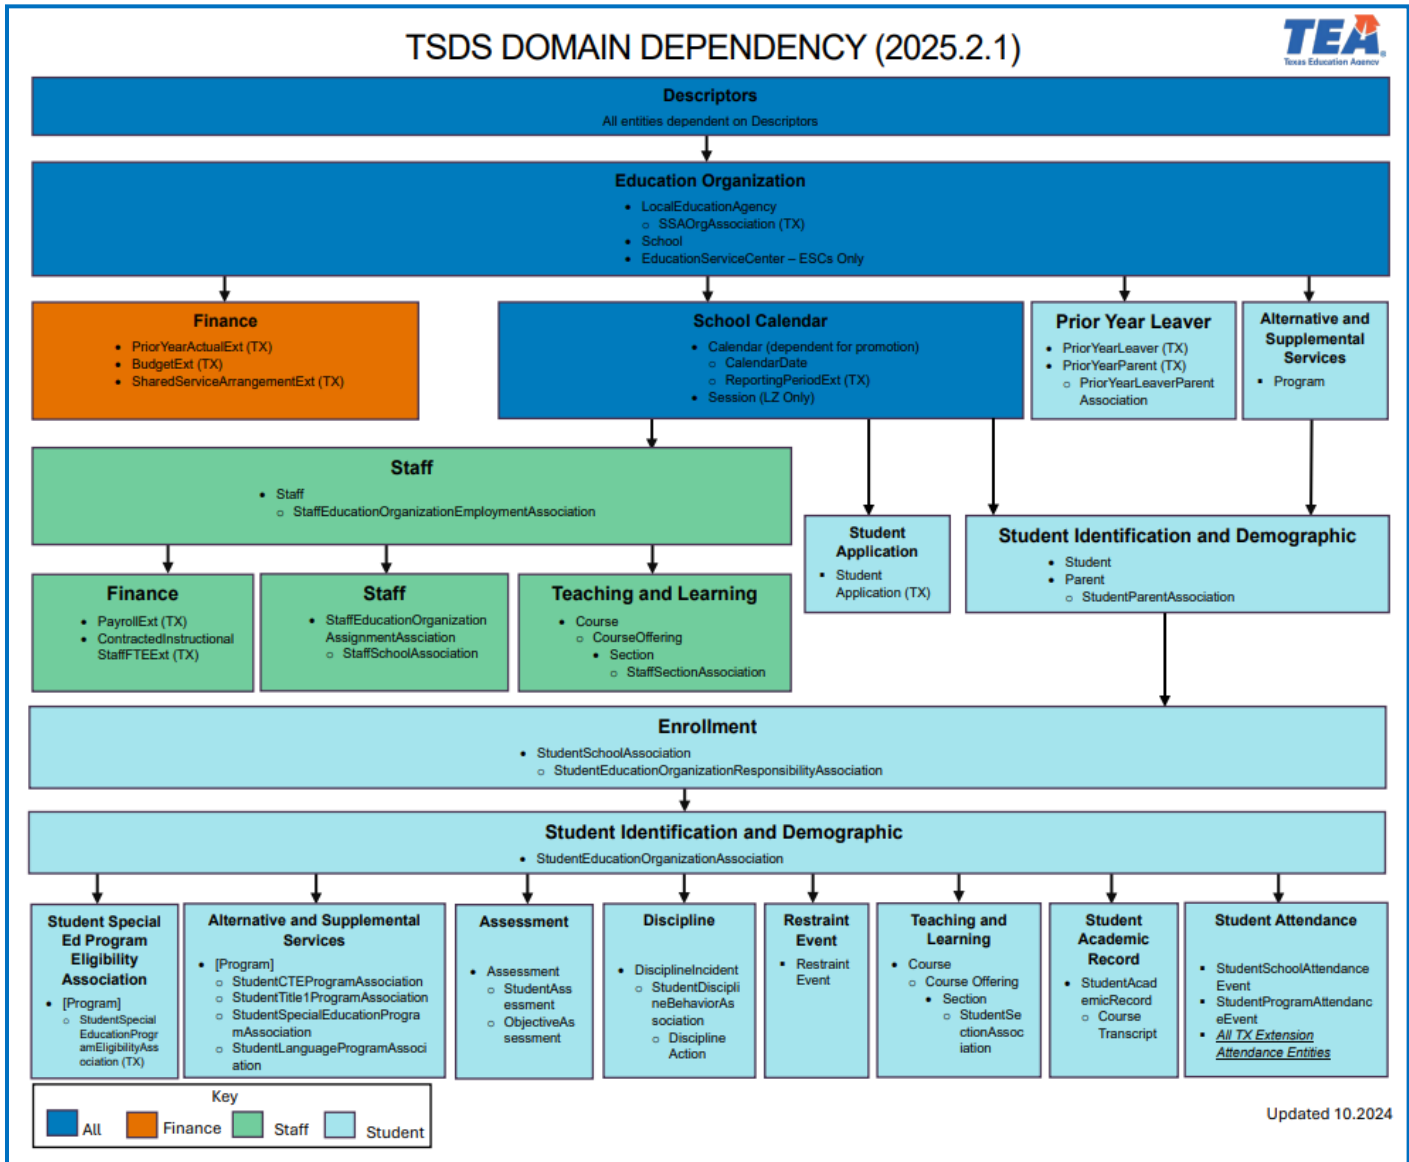 TSDS DOMAIN DEPENDENCY (2025.2.1)
TEA
Texas Education Agency
Descriptors
All entities dependent on Descriptors
Education Organization
• LocalEducationAgency
o SSAOrgAssociation (TX)
• School
• EducationServiceCenter – ESCs Only
Finance
• PriorYearActualExt (TX)
• BudgetExt (TX)
• SharedServiceArrangementExt (TX)
School Calendar
• Calendar (dependent for promotion)
o CalendarDate
o ReportingPeriodExt (TX)
• Session (LZ Only)
Prior Year Leaver
• PriorYearLeaver (TX)
• PriorYearParent (TX)
o PriorYearLeaverParent
Association
Alternative and
Supplemental
Services
▪ Program
Staff
• Staff
o StaffEducationOrganizationEmploymentAssociation
Student
Application
▪ Student
Application (TX)
Student Identification and Demographic
• Student
• Parent
o StudentParentAssociation
Finance
• PayrollExt (TX)
• ContractedInstructional
StaffFTEExt (TX)
Staff
• StaffEducationOrganization
AssignmentAssciation
o StaffSchoolAssociation
Teaching and Learning
• Course
o CourseOffering
• Section
o StaffSectionAssociation
Enrollment
• StudentSchoolAssociation
o StudentEducationOrganizationResponsibilityAssociation
Student Identification and Demographic
• StudentEducationOrganizationAssociation
Student Special
Ed Program
Eligibility
Association
• [Program]
o StudentSpecial
EducationProgr
amEligibilityAss
ociation (TX)
Alternative and Supplemental
Services
• [Program]
o StudentCTEProgramAssociation
o StudentTitle1ProgramAssociation
o StudentSpecialEducationProgra
mAssociation
o StudentLanguageProgramAssoci
ation
Assessment
• Assessment
o StudentAss
essment
o ObjectiveAs
sessment
Discipline
• DisciplineIncident
o StudentDiscipli
neBehaviorAs
sociation
o Discipline
Action
Restraint
Event
▪ Restraint
Event
Teaching and
Learning
• Course
o Course Offering
• Section
o StudentSe
ctionAssoc
iation
Student
Academic
Record
• StudentAcad
emicRecord
o Course
Transcript
Student Attendance
▪ StudentSchoolAttendance
Event
▪ StudentProgramAttendanc
eEvent
▪ All TX Extension
Attendance Entities
Key
All
Finance
Staff
Student
Updated 10.2024